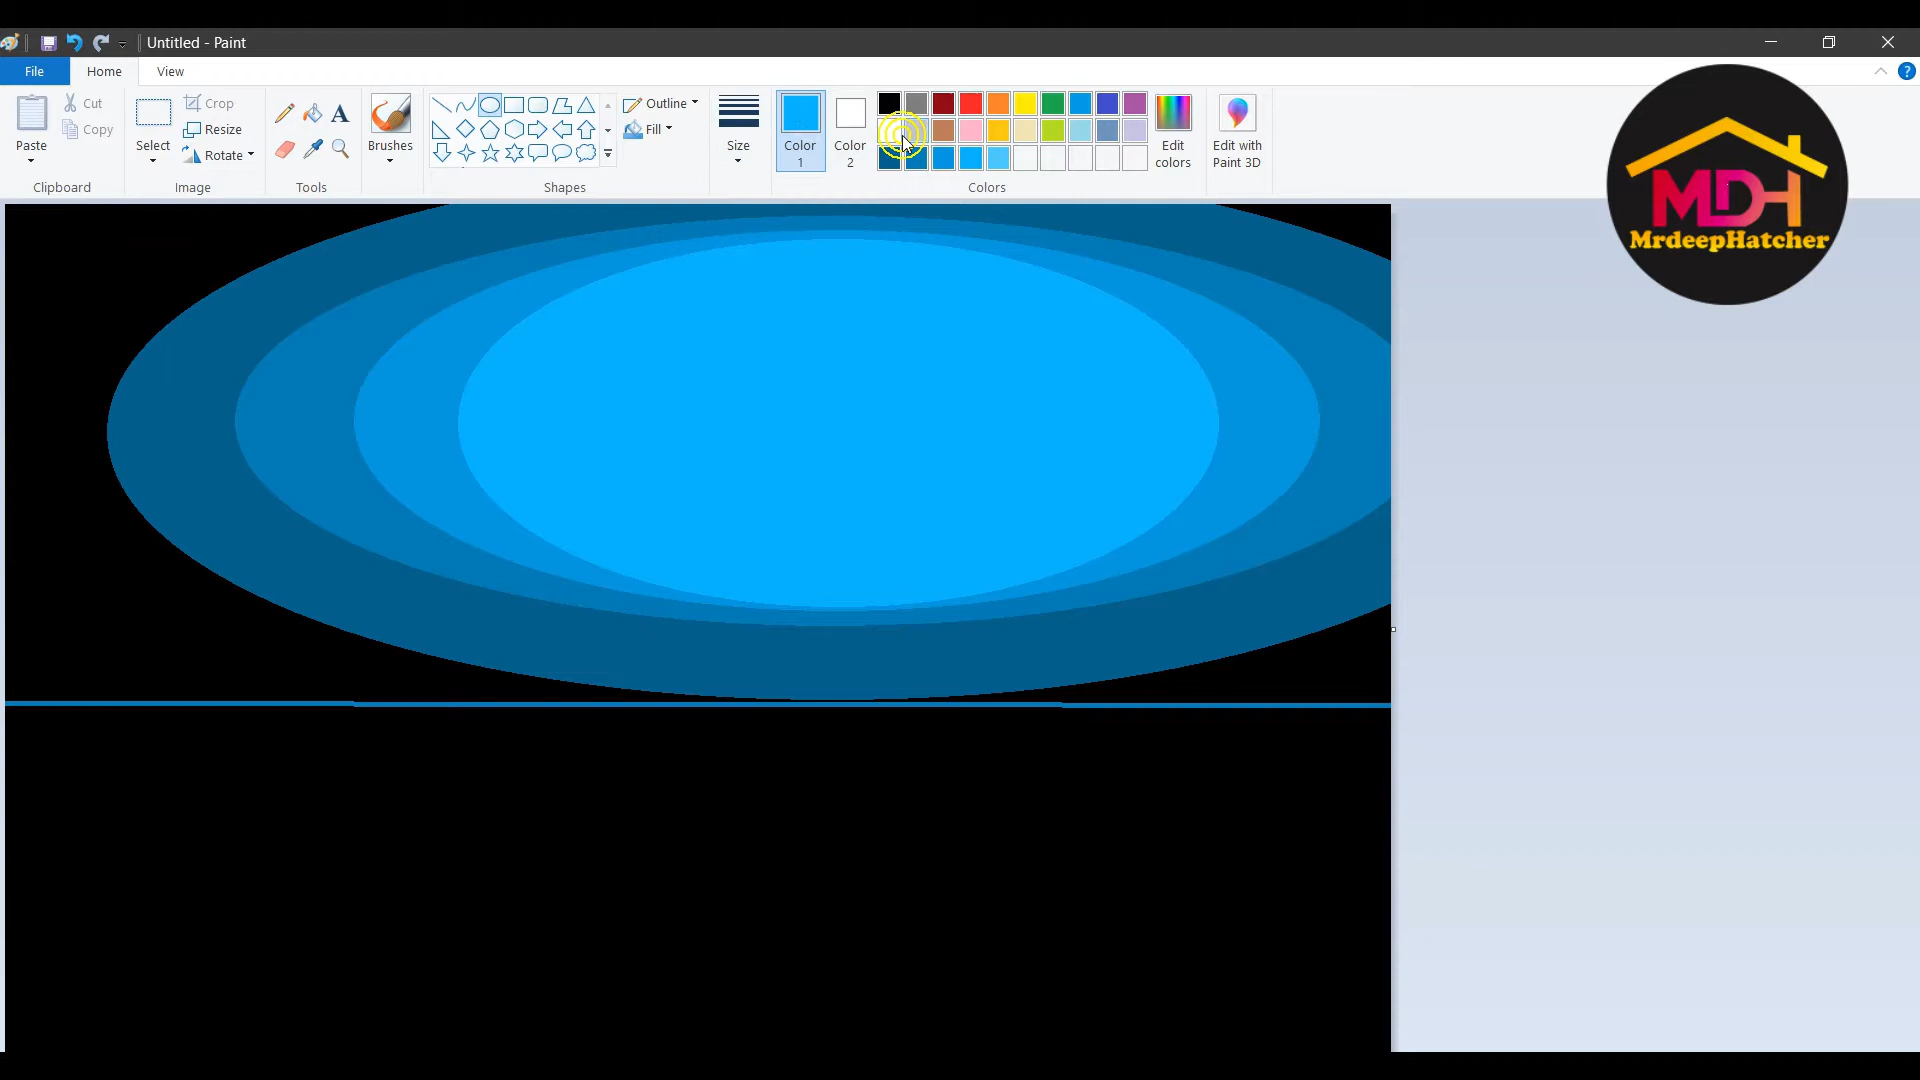 Untitled - Paint
File Home View
Paste
Cut
Copy
Clipboard
Select
Crop
Resize
Rotate
Image
Tools
Brushes
Shapes
Outline
Fill
Size
Color 1
Color 2
Colors
Edit colors
Edit with Paint 3D
MDH
MrdeepHatcher